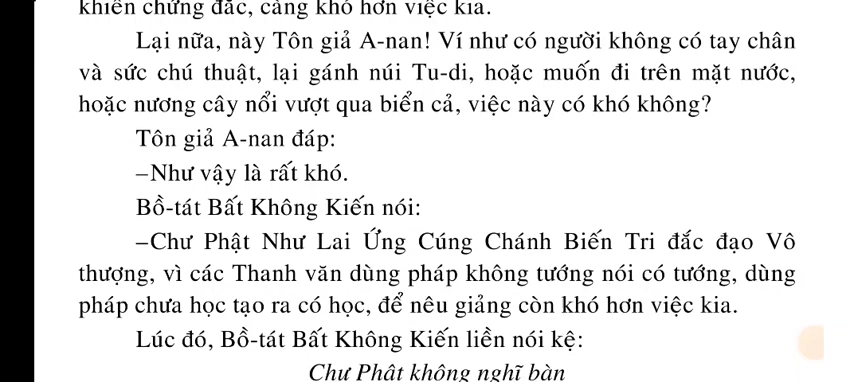 khiến chứng đắc, càng khó hơn việc kia.
Lại nữa, này Tôn giả A-nan! Ví như có người không có tay chân
và sức chú thuật, lại gánh núi Tu-di, hoặc muốn đi trên mặt nước,
hoặc nương cây nổi vượt qua biển cả, việc này có khó không?
Tôn giả A-nan đáp:
–Như vậy là rất khó.
Bồ-tát Bất Không Kiến nói:
–Chư Phật Như Lai Ứng Cúng Chánh Biến Tri đắc đạo Vô
thượng, vì các Thanh văn dùng pháp không tướng nói có tướng, dùng
pháp chưa học tạo ra có học, để nêu giảng còn khó hơn việc kia.
Lúc đó, Bồ-tát Bất Không Kiến liền nói kệ:
Chư Phật không nghĩ bàn